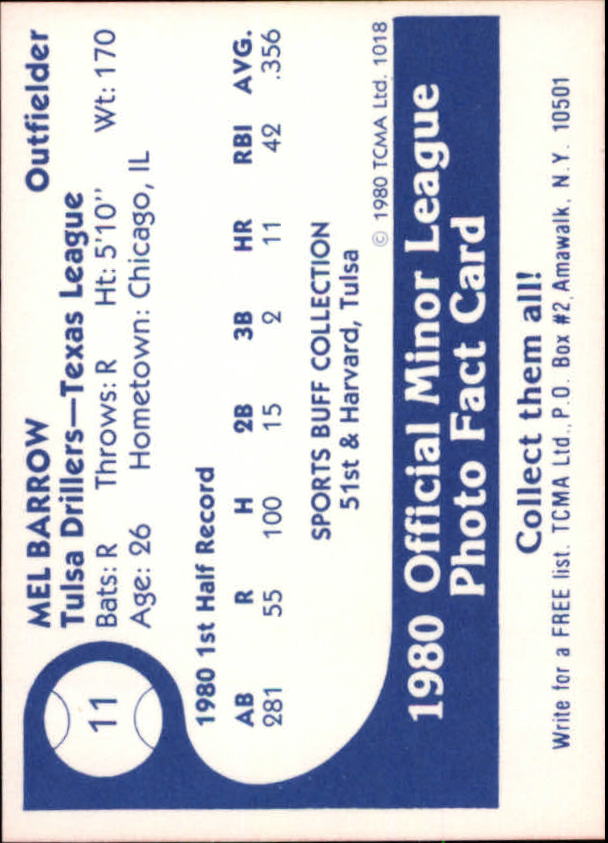 11
MEL BARROW Outfielder
Tulsa Drillers—Texas League
Bats: R Throws: R Ht: 5'10" Wt: 170
Age: 26 Hometown: Chicago, IL
1980 1st Half Record
AB R H 2B 3B HR RBI AVG.
281 55 100 15 2 11 42 .356
SPORTS BUFF COLLECTION
51st & Harvard, Tulsa
© 1980 TCMA Ltd. 1018
1980 Official Minor League
Photo Fact Card
Collect them all!
Write for a FREE list. TCMA Ltd., P.O. Box #2, Amawalk, N.Y. 10501